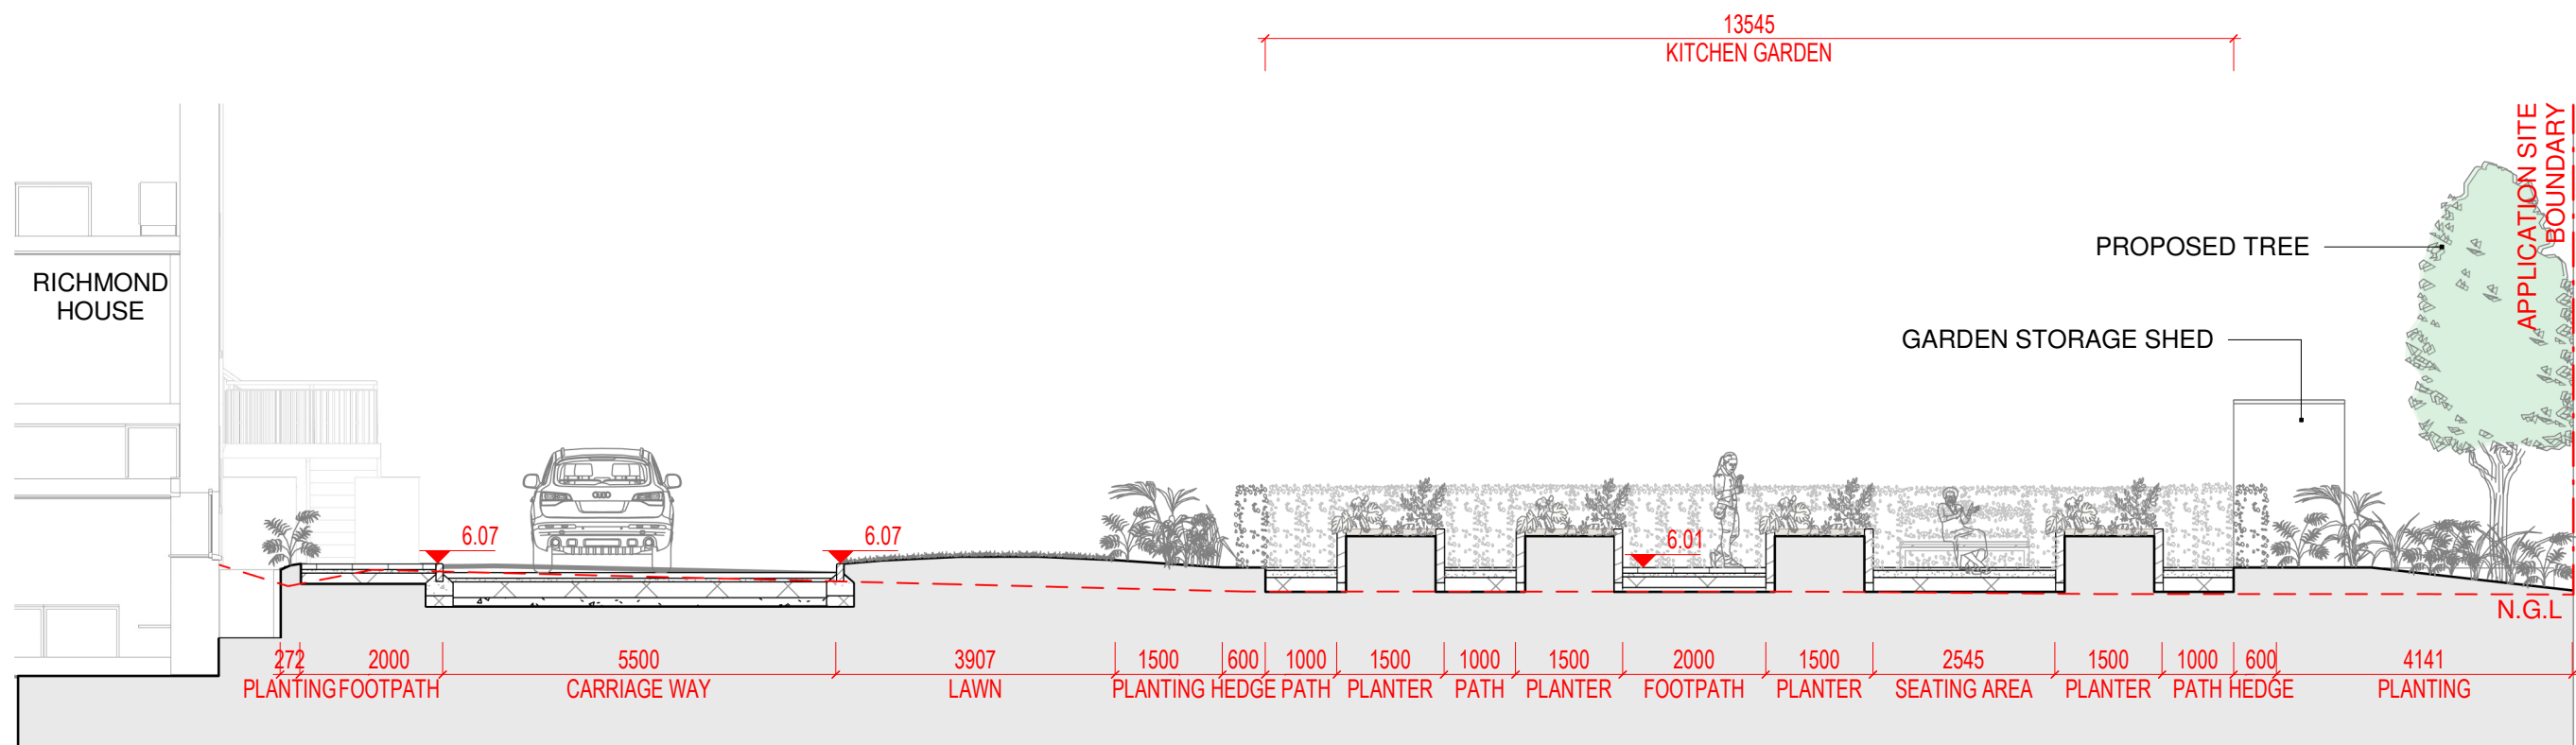 13545
KITCHEN GARDEN
APPLICATION SITE
BOUNDARY
PROPOSED TREE
RICHMOND
HOUSE
GARDEN STORAGE SHED
6.07
6.07
6.01
N.G.L
272 2000 5500 3907 1500 600 1000 1500 1000 1500 2000 1500 2545 1500 1000 600 4141
PLANTING FOOTPATH CARRIAGE WAY LAWN PLANTING HEDGE PATH PLANTER PATH PLANTER FOOTPATH PLANTER SEATING AREA PLANTER PATH HEDGE PLANTING